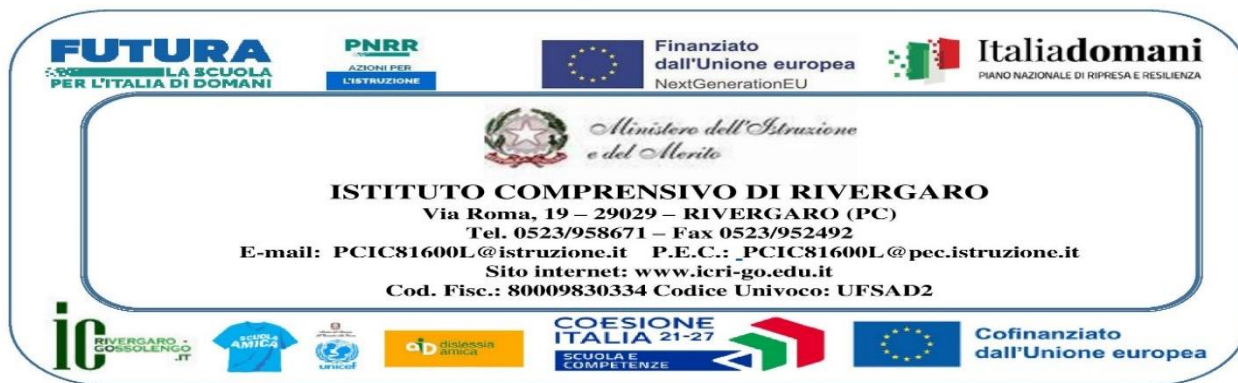 FUTURA
LA SCUOLA
PER L'ITALIA DI DOMANI
PNRR
AZIONI PER
L'ISTRUZIONE
Finanziato
dall'Unione europea
NextGenerationEU
Italiadomani
PIANO NAZIONALE DI RIPRESA E RESILIENZA
Ministero dell'Istruzione
e del Merito
ISTITUTO COMPRENSIVO DI RIVERGARO
Via Roma, 19 – 29029 – RIVERGARO (PC)
Tel. 0523/958671 – Fax 0523/952492
E-mail: PCIC81600L@istruzione.it P.E.C.: PCIC81600L@pec.istruzione.it
Sito internet: www.icri-go.edu.it
Cod. Fisc.: 80009830334 Codice Univoco: UFSAD2
ic
RIVERGARO -
GOSSOLENGO
.IT
SCUOLA
AMICA
unicef
aiD dislessia
amica
COESIONE
ITALIA 21-27
SCUOLA E
COMPETENZE
Cofinanziato
dall'Unione europea